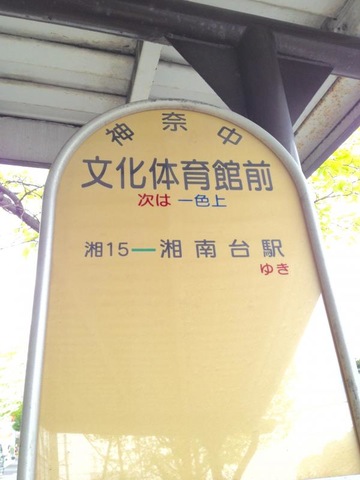 神奈中
文化体育館前
次は 一色上
湘15━湘南台駅
ゆき